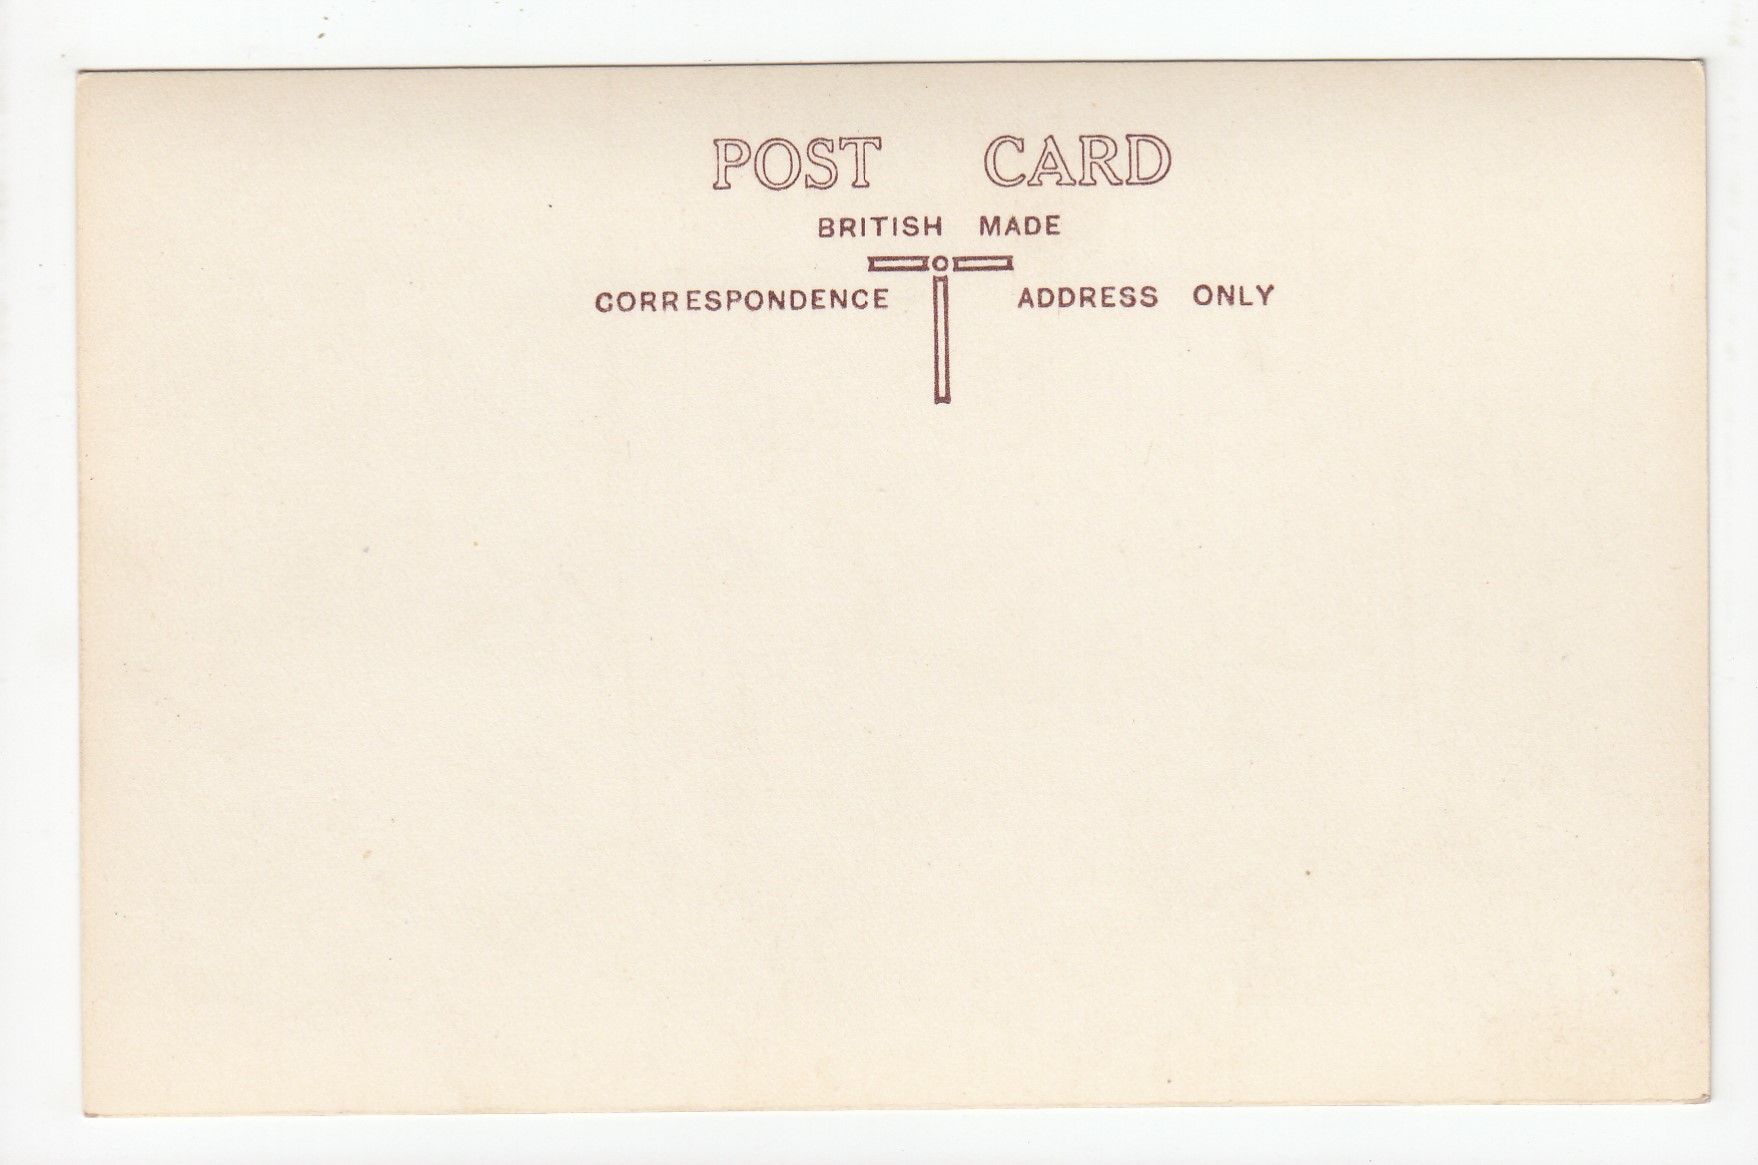 POST CARD
BRITISH MADE
CORRESPONDENCE ADDRESS ONLY